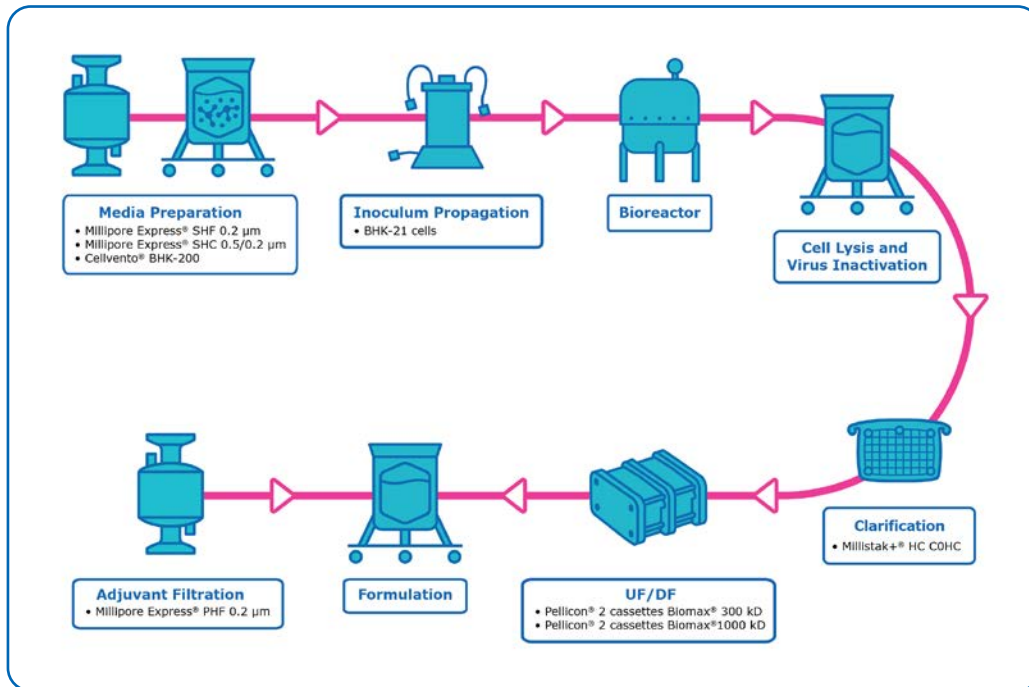 Media Preparation
• Millipore Express® SHF 0.2 µm
• Millipore Express® SHC 0.5/0.2 µm
• Cellvento® BHK-200
Inoculum Propagation
• BHK-21 cells
Bioreactor
Cell Lysis and
Virus Inactivation
Clarification
• Millistak+® HC C0HC
UF/DF
• Pellicon® 2 cassettes Biomax® 300 kD
• Pellicon® 2 cassettes Biomax®1000 kD
Formulation
Adjuvant Filtration
• Millipore Express® PHF 0.2 µm